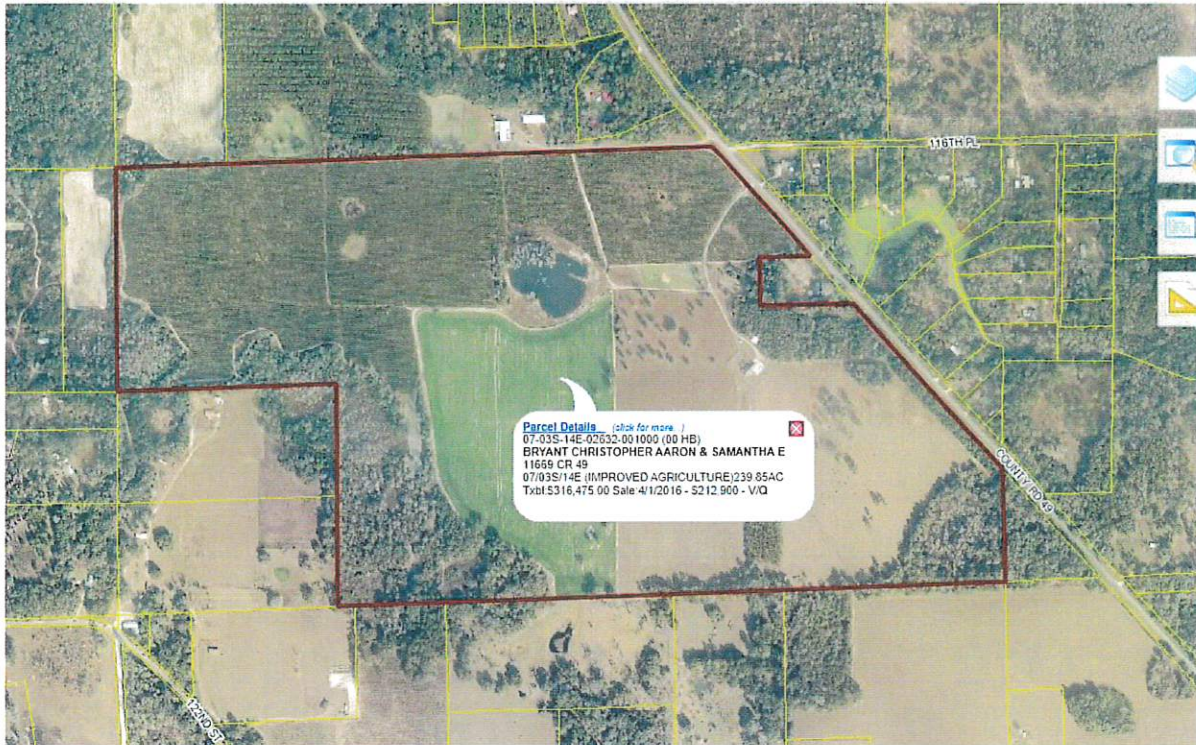 116TH PL
Parcel Details (click for more...)
07-03S-14E-02632-001000 (00 HB)
BRYANT CHRISTOPHER AARON & SAMANTHA E
11669 CR 49
07/03S/14E (IMPROVED AGRICULTURE)239.85AC
Txbl:$316,475.00 Sale:4/1/2016 - $212,900 - V/Q
COUNTY RD 49
122ND ST